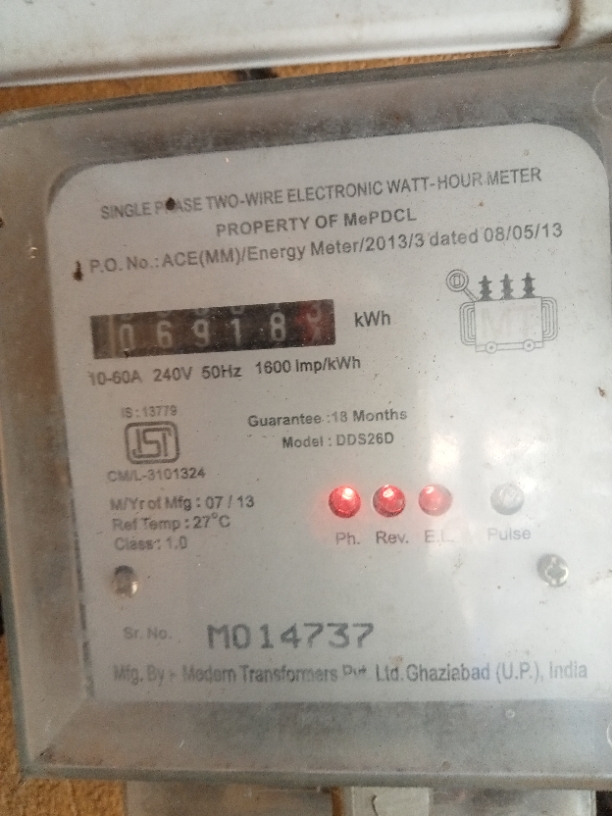 SINGLE PHASE TWO-WIRE ELECTRONIC WATT-HOUR METER
PROPERTY OF MePDCL
P.O. No.: ACE(MM)/Energy Meter/2013/3 dated 08/05/13
06918 kWh
10-60A 240V 50Hz 1600 imp/kWh
MT
IS : 13779
Guarantee : 18 Months
Model : DDS26D
CM/L-3101324
M/Yr of Mfg : 07 / 13
Ref Temp : 27°C
Class : 1.0
Ph. Rev. E.L. Pulse
Sr. No. M014737
Mfg. By :- Modern Transformers Pvt. Ltd. Ghaziabad (U.P.), India